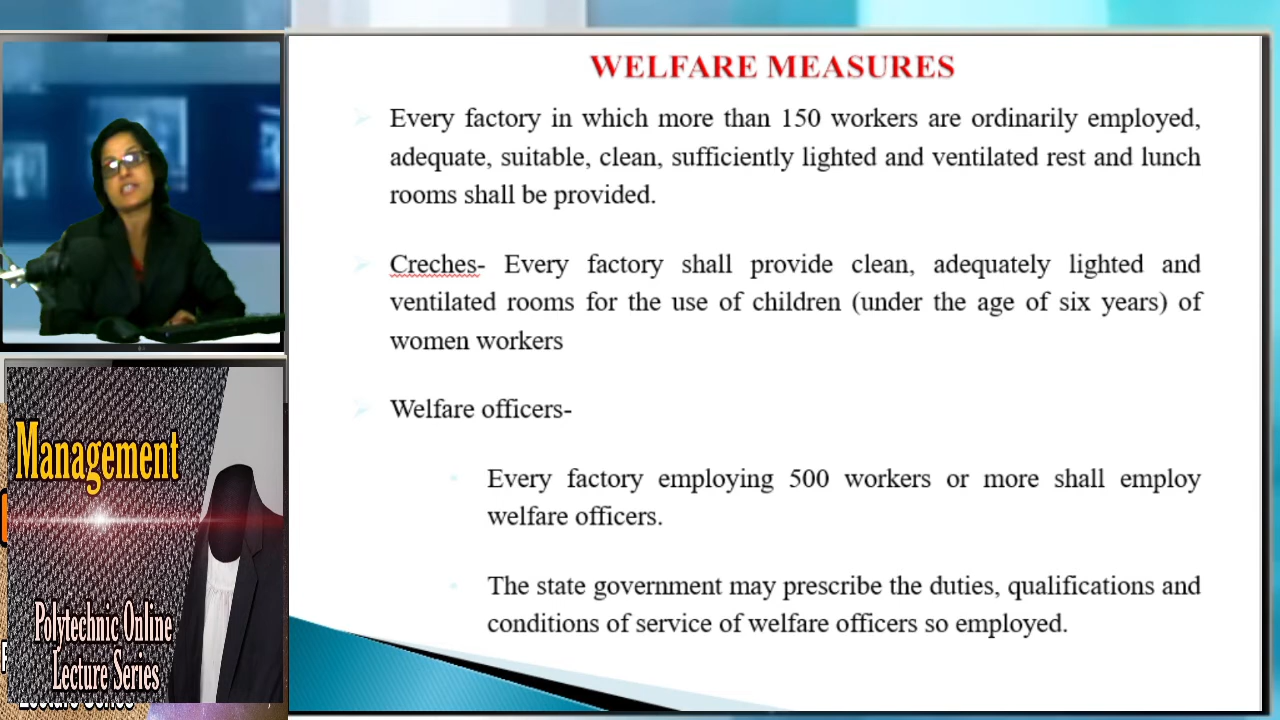 WELFARE MEASURES
Every factory in which more than 150 workers are ordinarily employed,
adequate, suitable, clean, sufficiently lighted and ventilated rest and lunch
rooms shall be provided.
Creches- Every factory shall provide clean, adequately lighted and
ventilated rooms for the use of children (under the age of six years) of
women workers
Welfare officers-
Every factory employing 500 workers or more shall employ
welfare officers.
The state government may prescribe the duties, qualifications and
conditions of service of welfare officers so employed.
Management
Polytechnic Online
Lecture Series